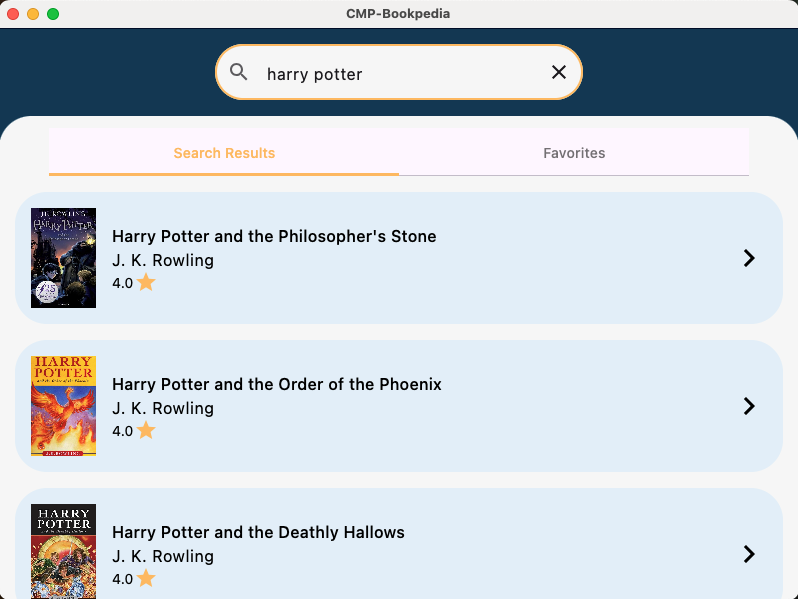 CMP-Bookpedia
harry potter
Search Results
Favorites
J.K. ROWLING
HARRY POTTER
Harry Potter and the Philosopher's Stone
J. K. Rowling
4.0
HARRY
POTTER
J.K.ROWLING
Harry Potter and the Order of the Phoenix
J. K. Rowling
4.0
HARRY
POTTER
Harry Potter and the Deathly Hallows
J. K. Rowling
4.0